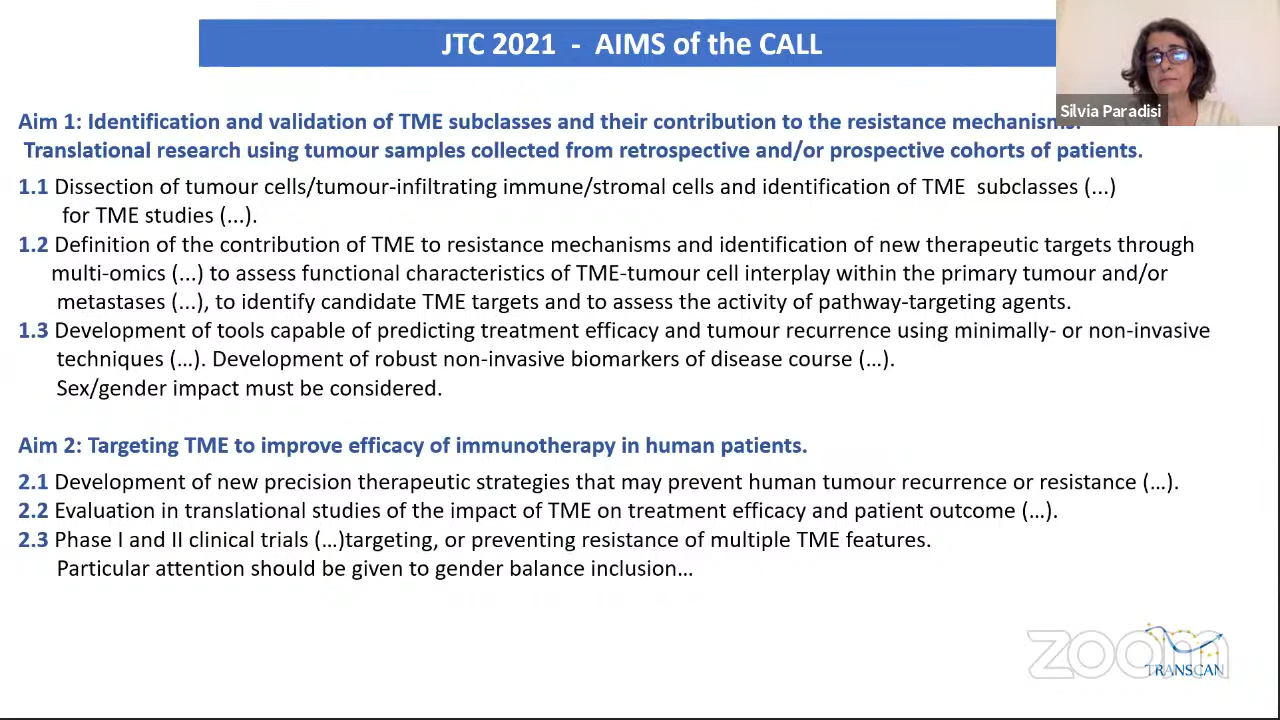 JTC 2021 - AIMS of the CALL
Silvia Paradisi
Aim 1: Identification and validation of TME subclasses and their contribution to the resistance mechanisms.
Translational research using tumour samples collected from retrospective and/or prospective cohorts of patients.
1.1 Dissection of tumour cells/tumour-infiltrating immune/stromal cells and identification of TME subclasses (...)
for TME studies (...).
1.2 Definition of the contribution of TME to resistance mechanisms and identification of new therapeutic targets through
multi-omics (...) to assess functional characteristics of TME-tumour cell interplay within the primary tumour and/or
metastases (...), to identify candidate TME targets and to assess the activity of pathway-targeting agents.
1.3 Development of tools capable of predicting treatment efficacy and tumour recurrence using minimally- or non-invasive
techniques (…). Development of robust non-invasive biomarkers of disease course (…).
Sex/gender impact must be considered.
Aim 2: Targeting TME to improve efficacy of immunotherapy in human patients.
2.1 Development of new precision therapeutic strategies that may prevent human tumour recurrence or resistance (…).
2.2 Evaluation in translational studies of the impact of TME on treatment efficacy and patient outcome (…).
2.3 Phase I and II clinical trials (…)targeting, or preventing resistance of multiple TME features.
Particular attention should be given to gender balance inclusion…
zoom
TRANSCAN